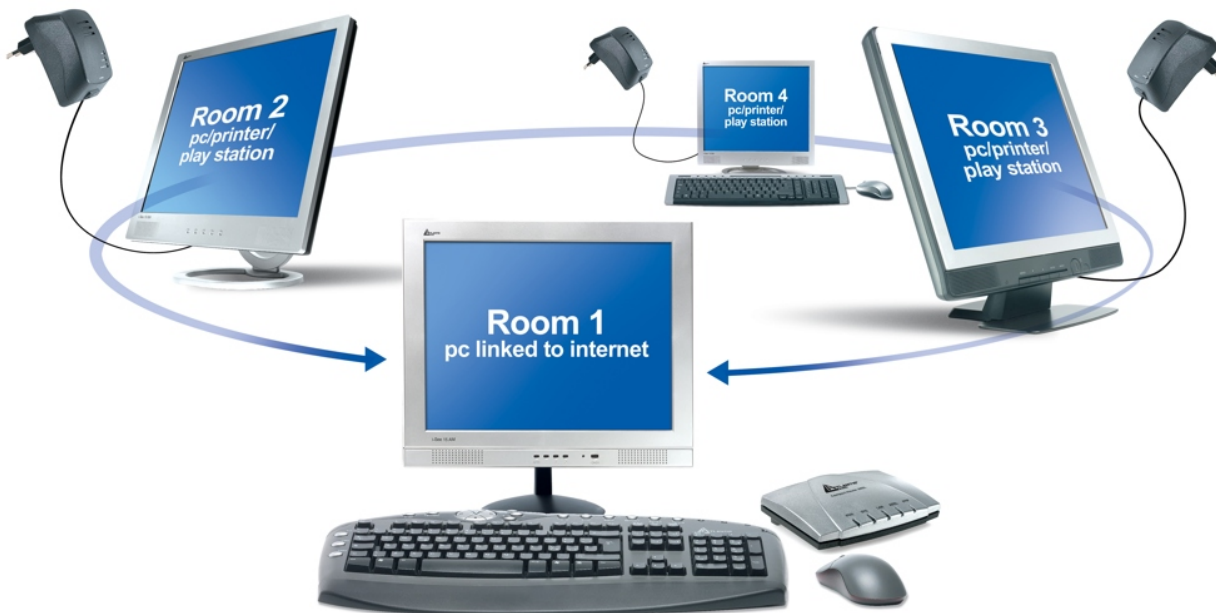 Room 2
pc/printer/
play station
Room 4
pc/printer/
play station
Room 3
pc/printer/
play station
Room 1
pc linked to internet